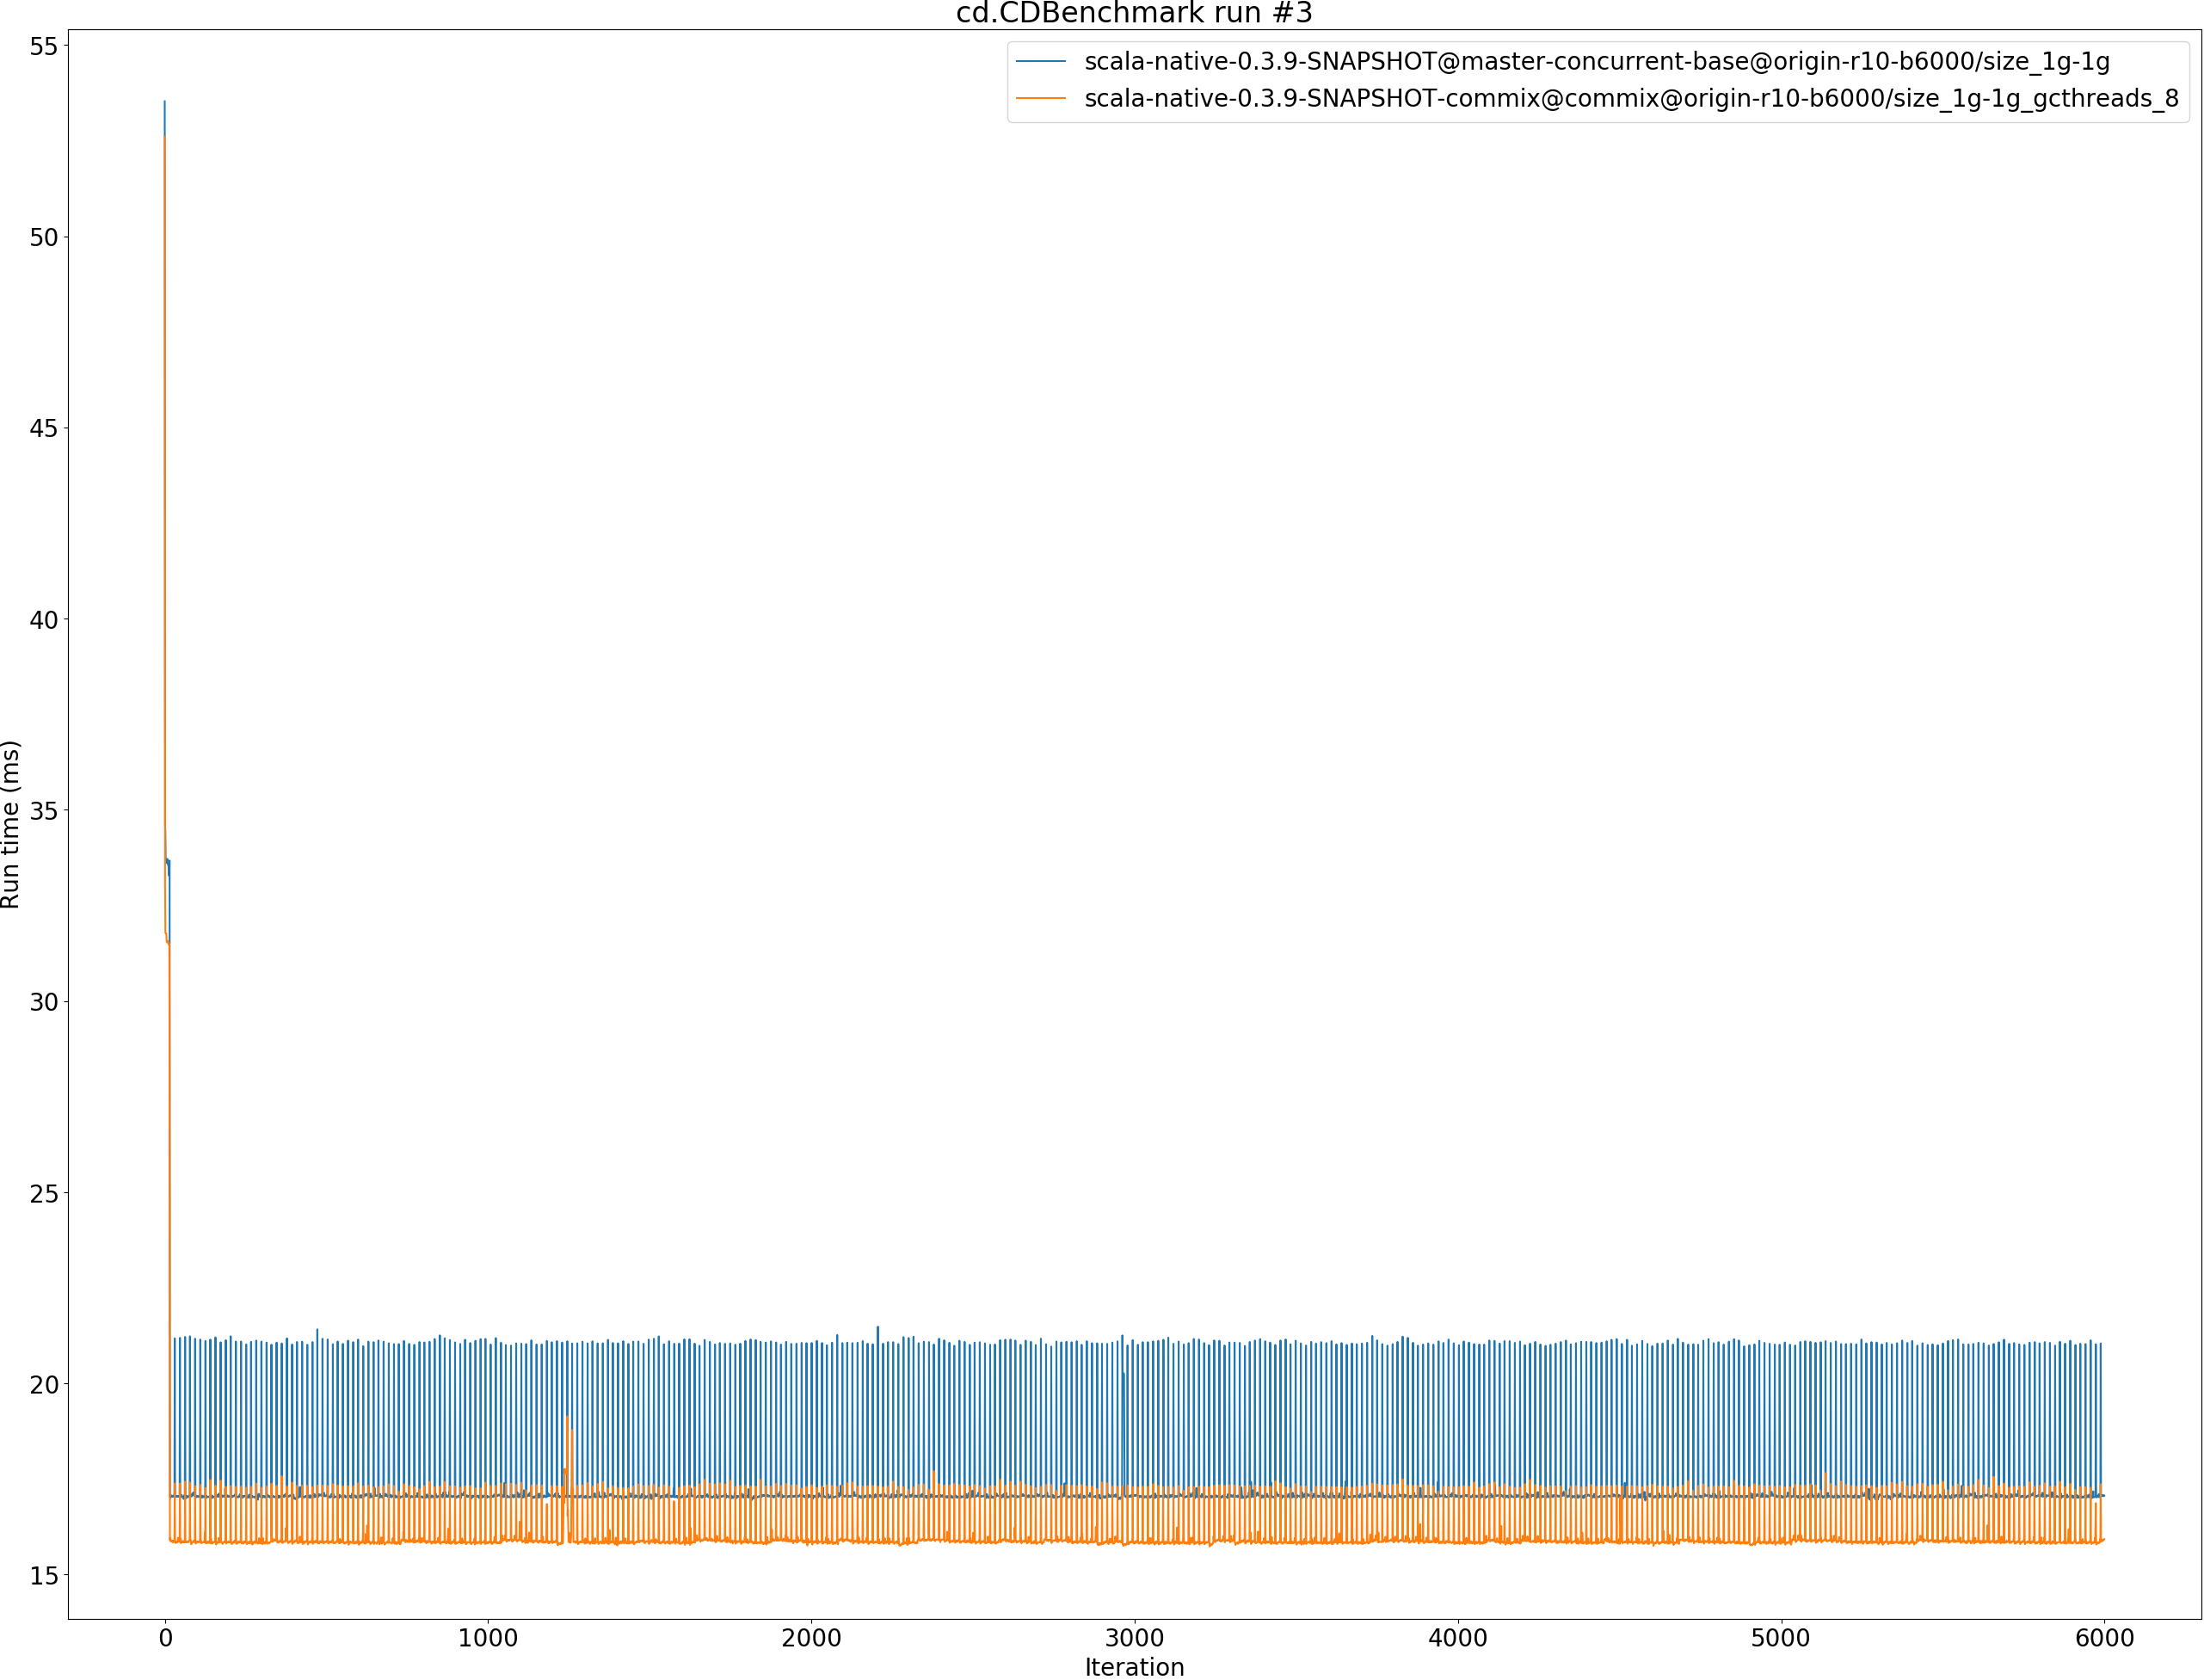 cd.CDBenchmark run #3
scala-native-0.3.9-SNAPSHOT@master-concurrent-base@origin-r10-b6000/size_1g-1g
scala-native-0.3.9-SNAPSHOT-commix@commix@origin-r10-b6000/size_1g-1g_gcthreads_8
55
50
45
40
35
30
25
20
15
Run time (ms)
0 1000 2000 3000 4000 5000 6000
Iteration